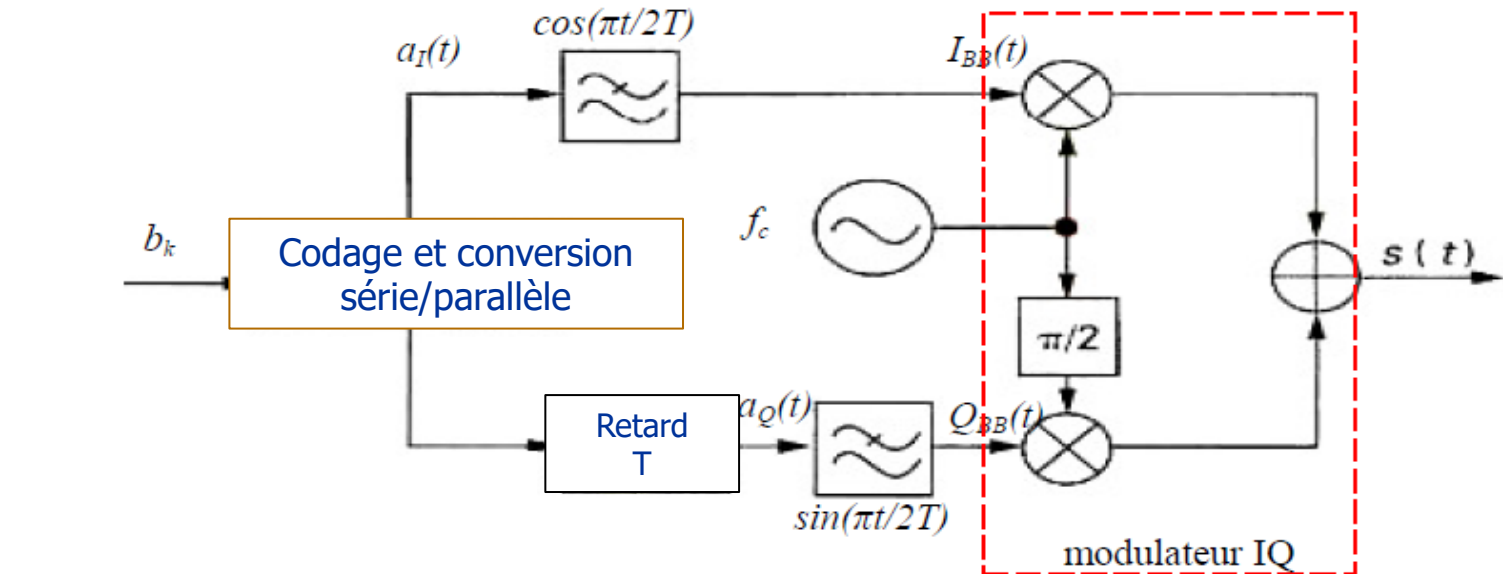 cos(πt/2T)
a_I(t)
I_BB(t)
b_k
Codage et conversion
série/parallèle
f_c
s(t)
π/2
Retard
T
a_Q(t)
Q_BB(t)
sin(πt/2T)
modulateur IQ